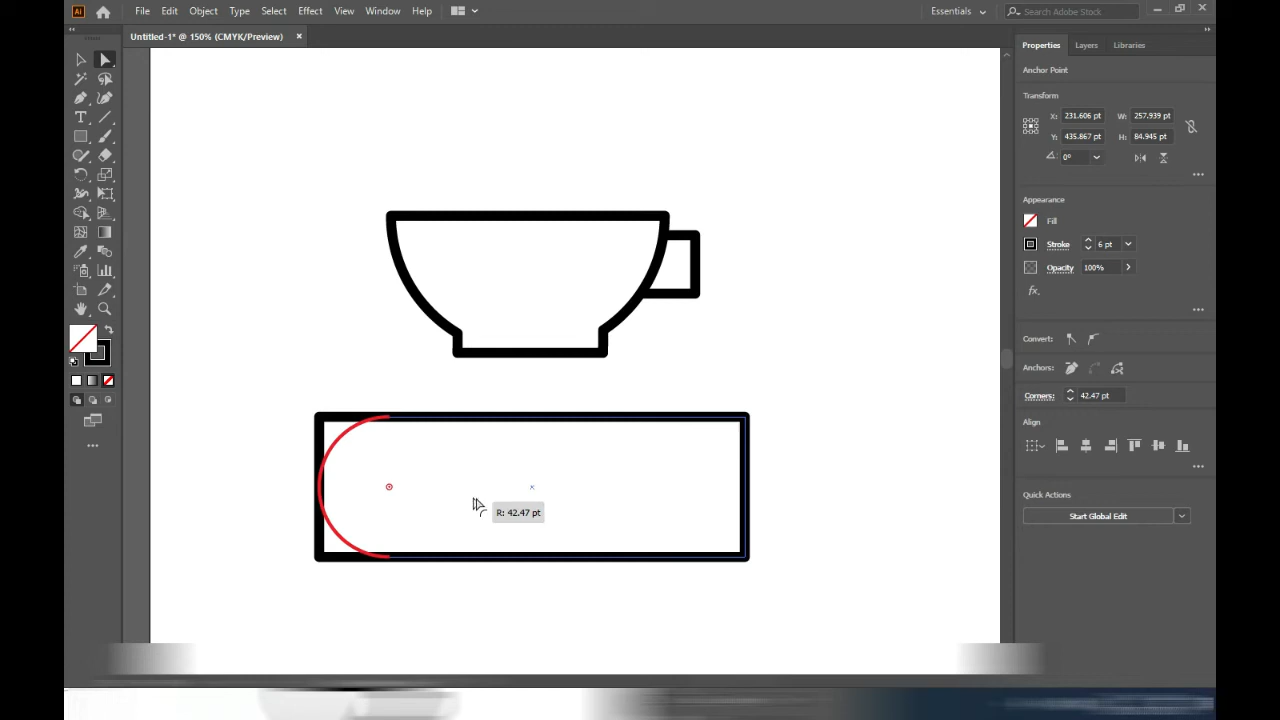 Ai File Edit Object Type Select Effect View Window Help Essentials Search Adobe Stock
Untitled-1* @ 150% (CMYK/Preview) ×
Properties Layers Libraries
Anchor Point
Transform
X: 231.606 pt W: 257.939 pt
Y: 435.867 pt H: 84.945 pt
0°
Appearance
Fill
Stroke 6 pt
Opacity 100%
fx.
Convert:
Anchors:
Corners: 42.47 pt
Align
Quick Actions
Start Global Edit
R: 42.47 pt